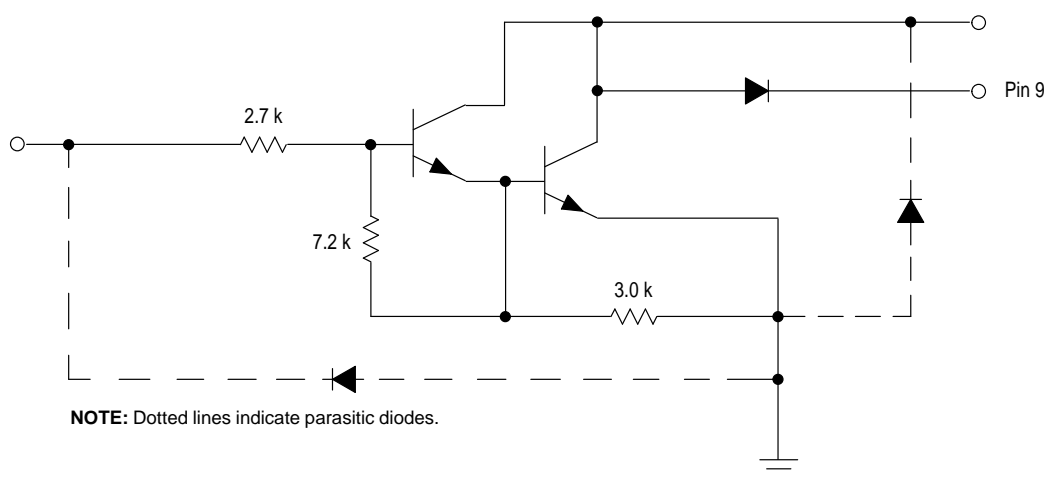 Pin 9
2.7 k
7.2 k
3.0 k
NOTE: Dotted lines indicate parasitic diodes.